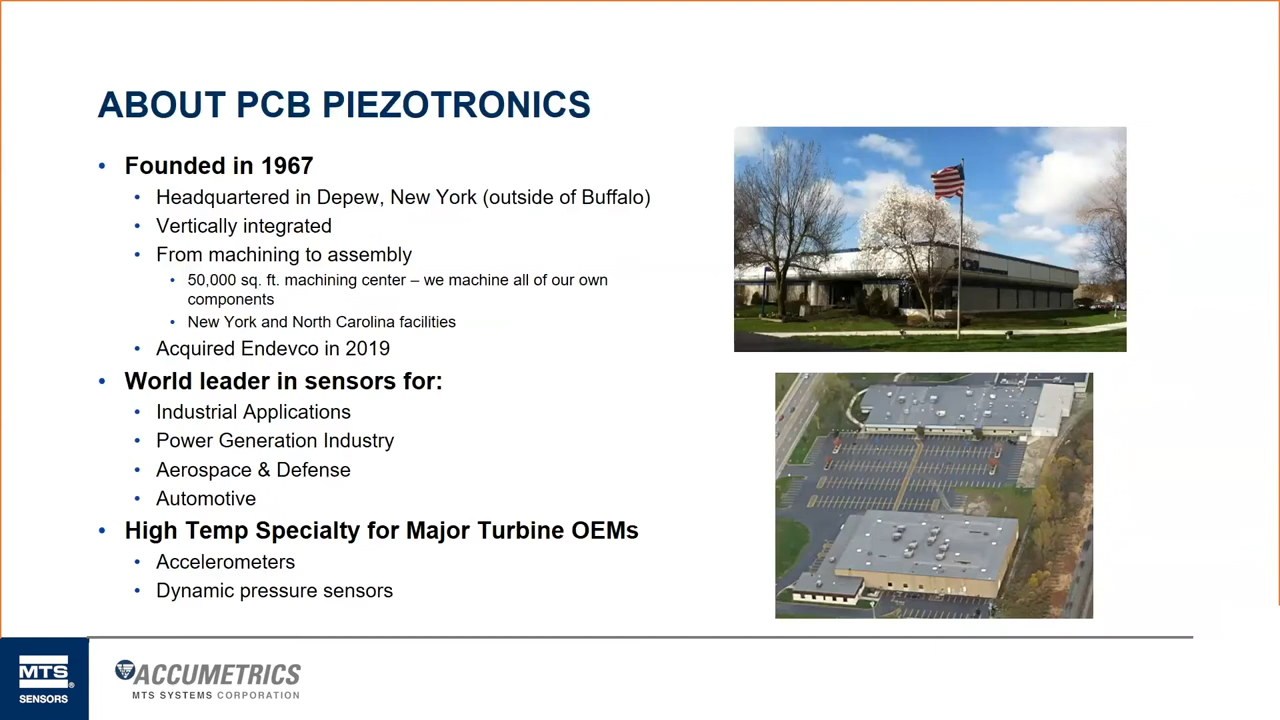 ABOUT PCB PIEZOTRONICS
• Founded in 1967
• Headquartered in Depew, New York (outside of Buffalo)
• Vertically integrated
• From machining to assembly
• 50,000 sq. ft. machining center – we machine all of our own
components
• New York and North Carolina facilities
• Acquired Endevco in 2019
• World leader in sensors for:
• Industrial Applications
• Power Generation Industry
• Aerospace & Defense
• Automotive
• High Temp Specialty for Major Turbine OEMs
• Accelerometers
• Dynamic pressure sensors
MTS®
SENSORS
ACCUMETRICS
MTS SYSTEMS CORPORATION